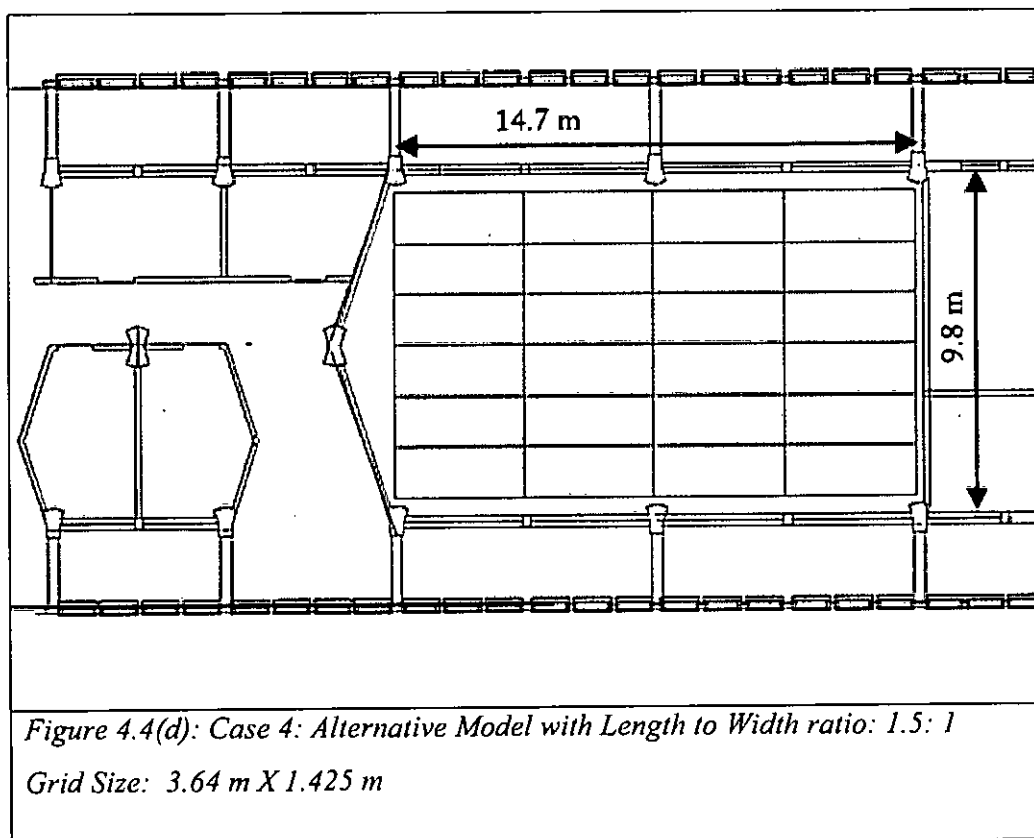 14.7 m
9.8 m
Figure 4.4(d): Case 4: Alternative Model with Length to Width ratio: 1.5: 1
Grid Size: 3.64 m X 1.425 m